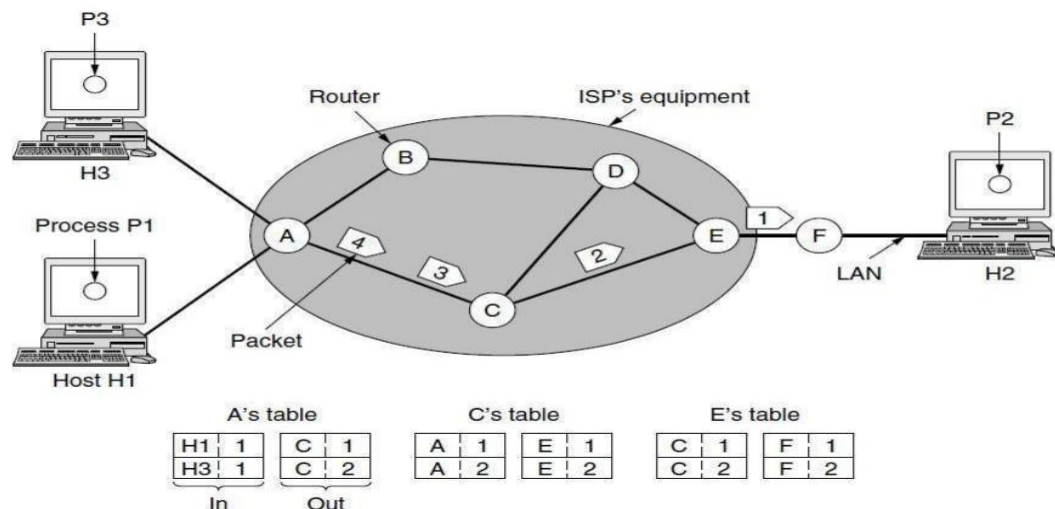 P3
Router
ISP's equipment
P2
B
D
H3
Process P1
A
4
3
2
E
1
F
C
LAN
H2
Packet
Host H1
A's table
C's table
E's table
H1 1 C 1 A 1 E 1 C 1 F 1
H3 1 C 2 A 2 E 2 C 2 F 2
In Out